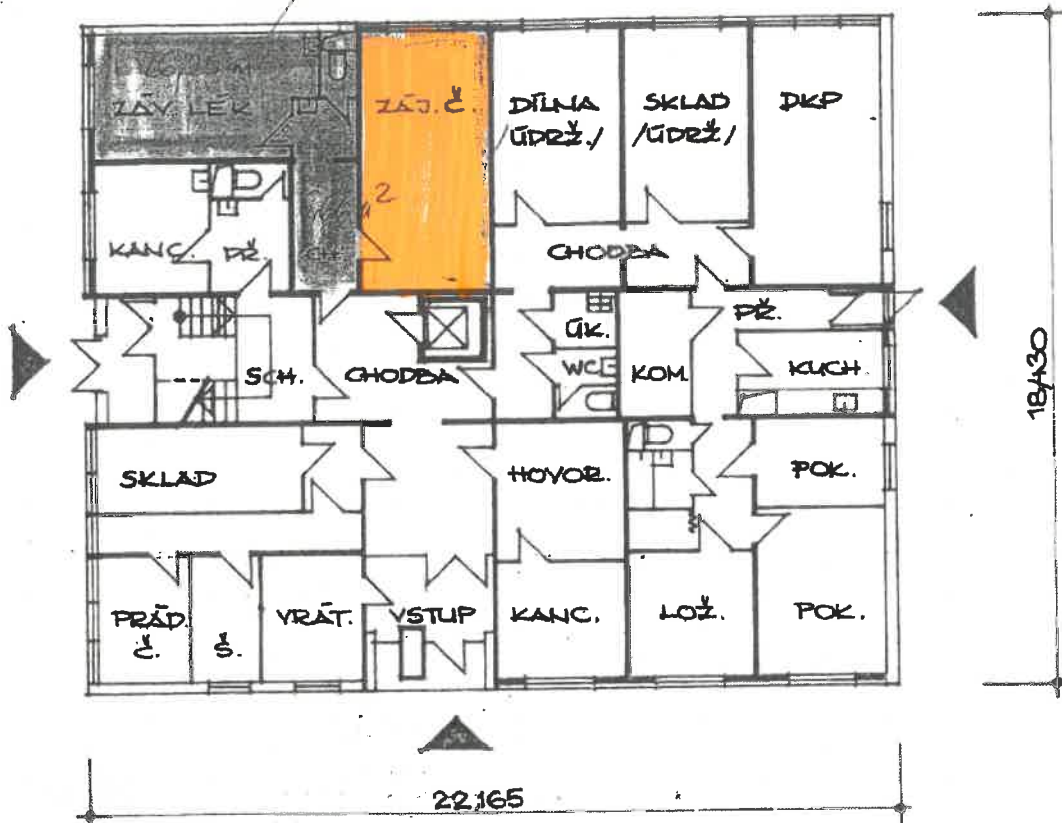 ZÁV. LÉK
ZÁJ. Č.
DÍLNA
/ÚDRŽ./
SKLAD
/ÚDRŽ/
DKP
2
KANC.
PŘ.
CHODBA
ÚK.
PŘ.
SCH.
CHODBA
WC
KOM.
KUCH.
SKLAD
HOVOR.
POK.
PRÁD.
Č.
Š.
VRÁT.
VSTUP
KANC.
LOŽ.
POK.
18,430
22,165